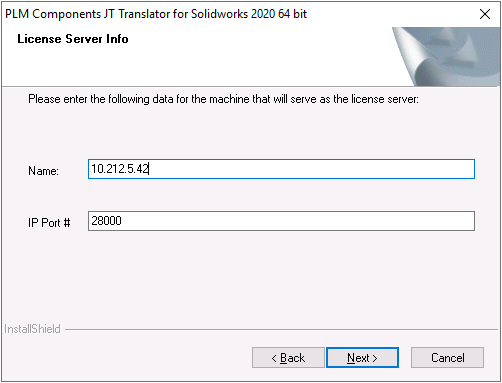 PLM Components JT Translator for Solidworks 2020 64 bit
License Server Info
Please enter the following data for the machine that will serve as the license server:
Name: 10.212.5.42
IP Port # 28000
InstallShield
< Back Next > Cancel